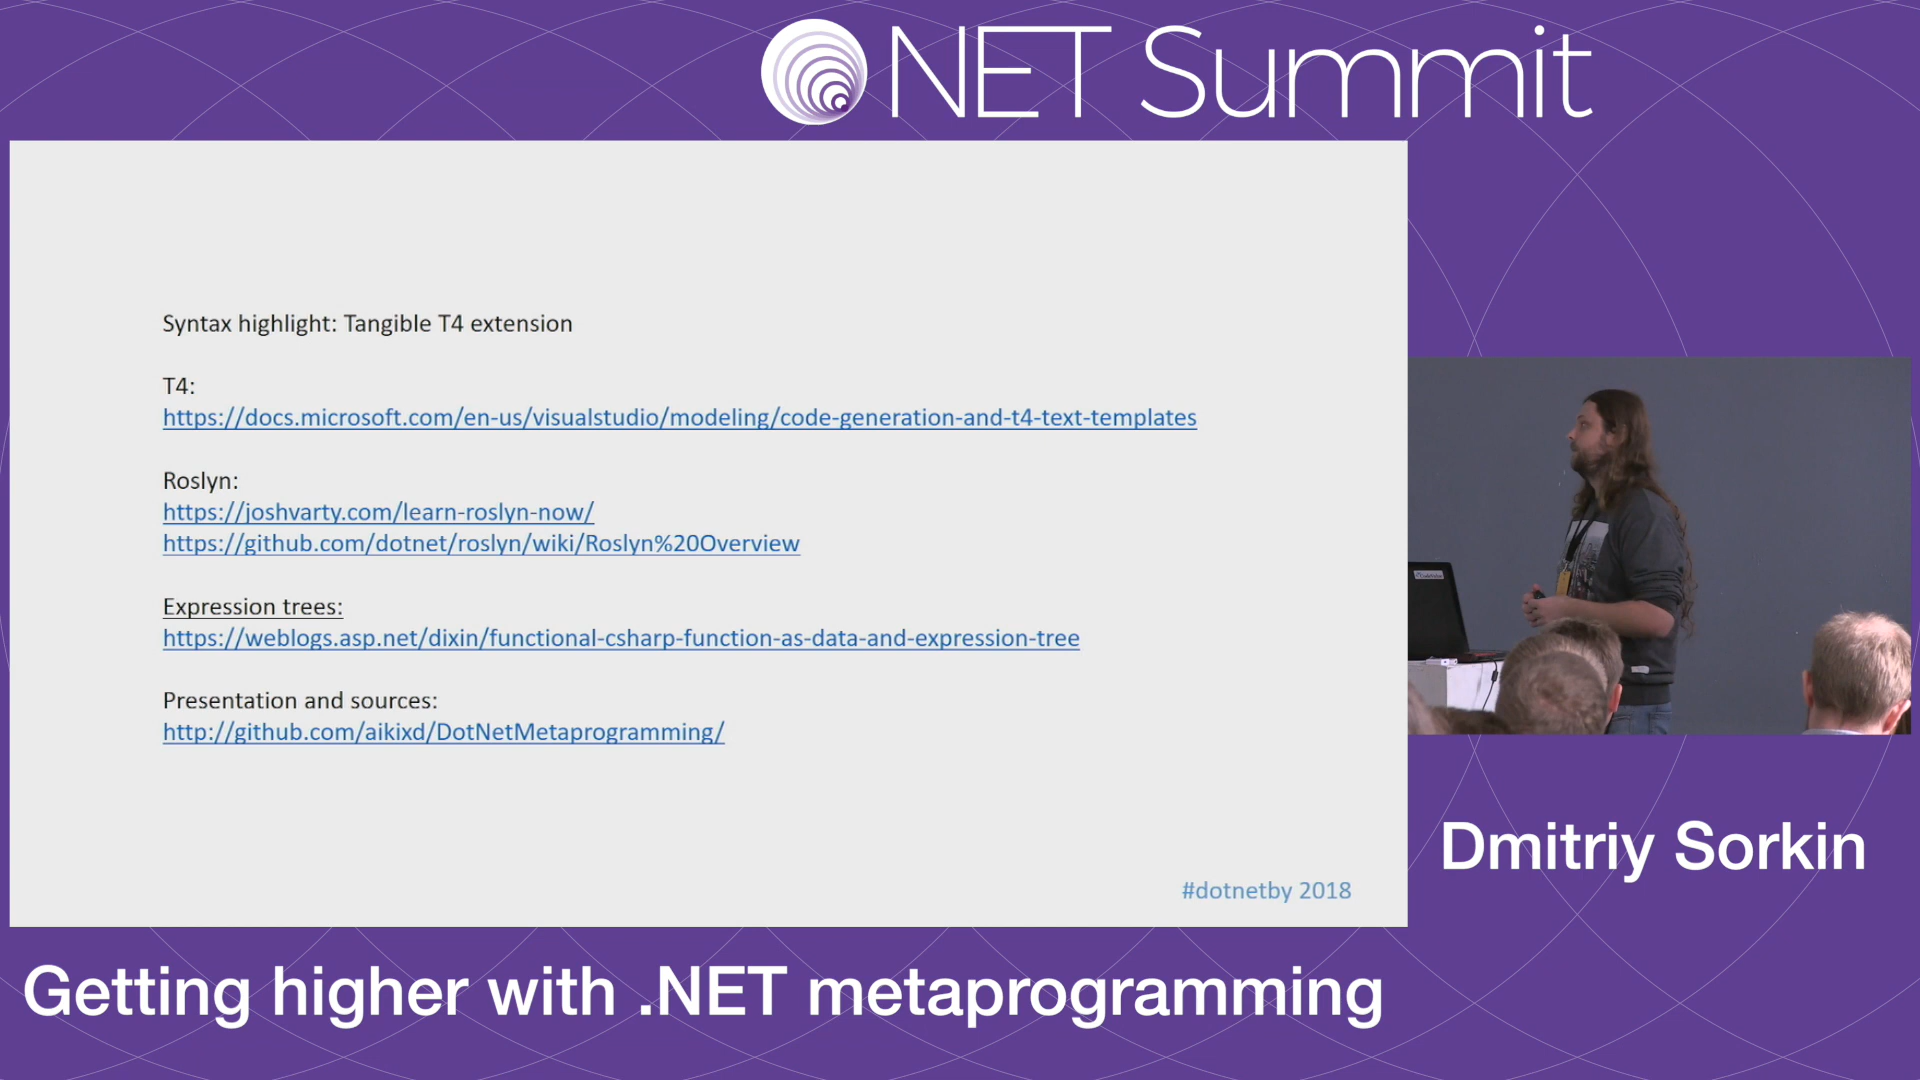 NET Summit
Syntax highlight: Tangible T4 extension
T4:
https://docs.microsoft.com/en-us/visualstudio/modeling/code-generation-and-t4-text-templates
Roslyn:
https://joshvarty.com/learn-roslyn-now/
https://github.com/dotnet/roslyn/wiki/Roslyn%20Overview
Expression trees:
https://weblogs.asp.net/dixin/functional-csharp-function-as-data-and-expression-tree
Presentation and sources:
http://github.com/aikixd/DotNetMetaprogramming/
#dotnetby 2018
Dmitriy Sorkin
Getting higher with .NET metaprogramming